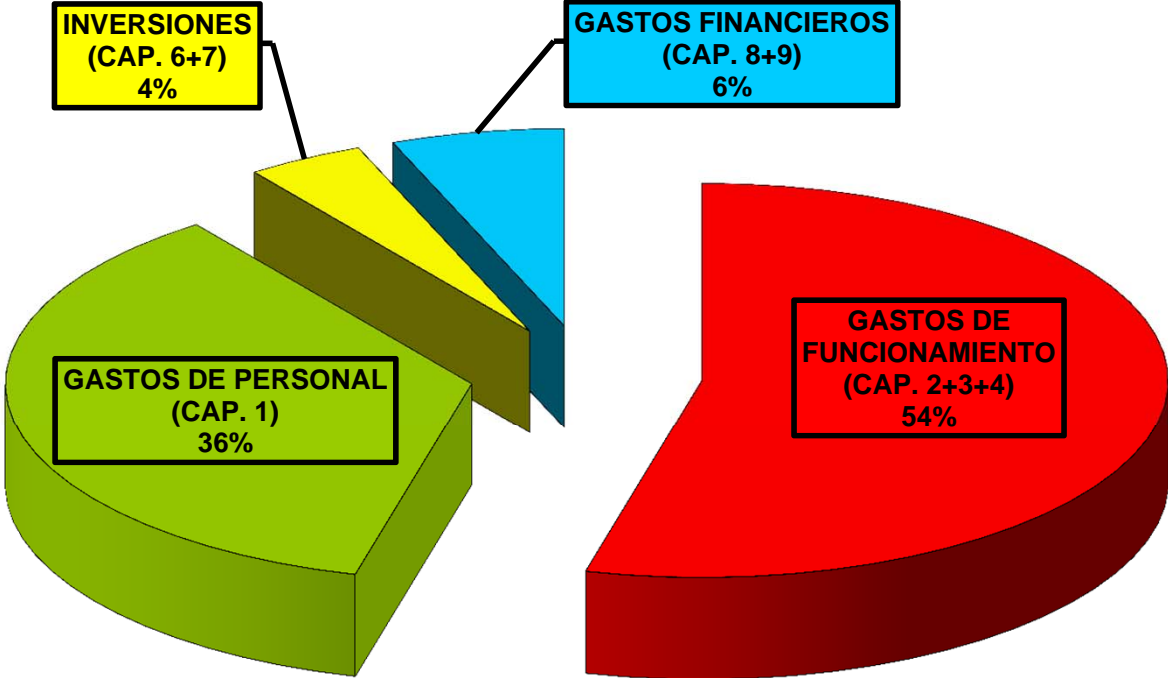 INVERSIONES
(CAP. 6+7)
4%
GASTOS FINANCIEROS
(CAP. 8+9)
6%
GASTOS DE
FUNCIONAMIENTO
(CAP. 2+3+4)
54%
GASTOS DE PERSONAL
(CAP. 1)
36%